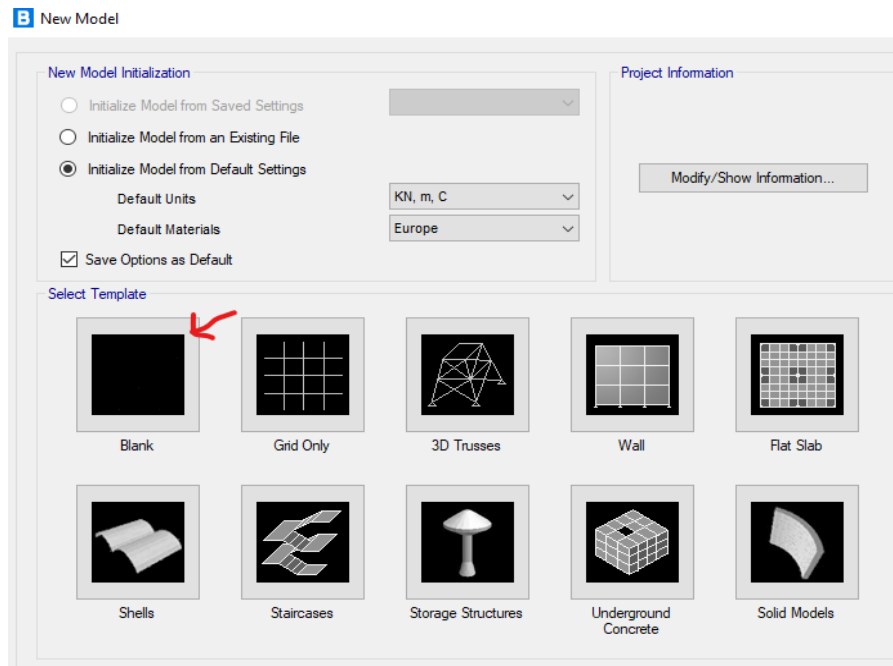 B New Model
New Model Initialization
Initialize Model from Saved Settings
Initialize Model from an Existing File
Initialize Model from Default Settings
Default Units KN, m, C
Default Materials Europe
Save Options as Default
Project Information
Modify/Show Information...
Select Template
Blank Grid Only 3D Trusses Wall Flat Slab
Shells Staircases Storage Structures Underground Solid Models
Concrete